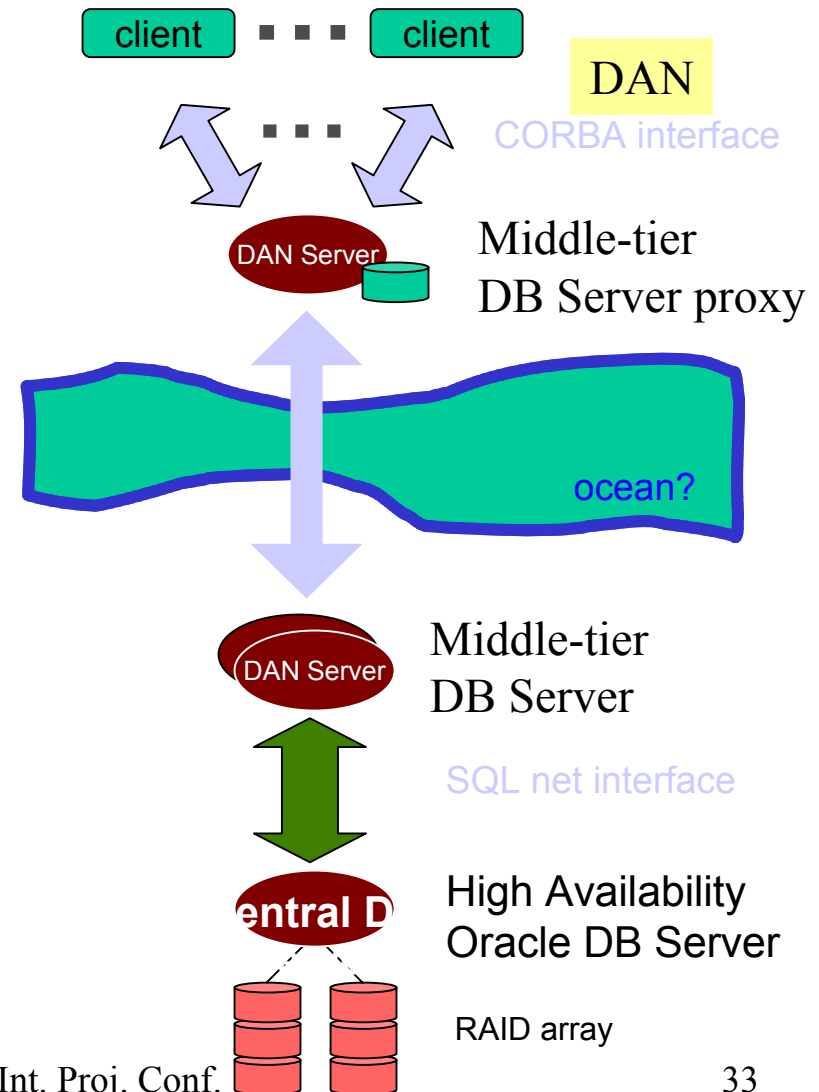 client client
DAN
CORBA interface
DAN Server
Middle-tier
DB Server proxy
ocean?
DAN Server
Middle-tier
DB Server
SQL net interface
entral D
High Availability
Oracle DB Server
RAID array
Int. Proj. Conf.
33